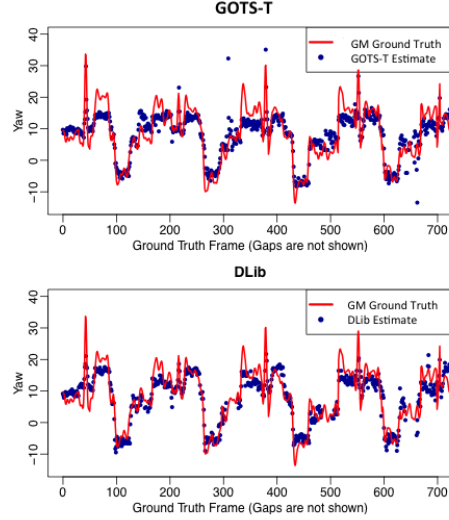 GOTS-T
GM Ground Truth
GOTS-T Estimate
Yaw
40
30
20
10
0
−10
0 100 200 300 400 500 600 700
Ground Truth Frame (Gaps are not shown)
DLib
GM Ground Truth
DLib Estimate
Yaw
40
30
20
10
0
−10
0 100 200 300 400 500 600 700
Ground Truth Frame (Gaps are not shown)